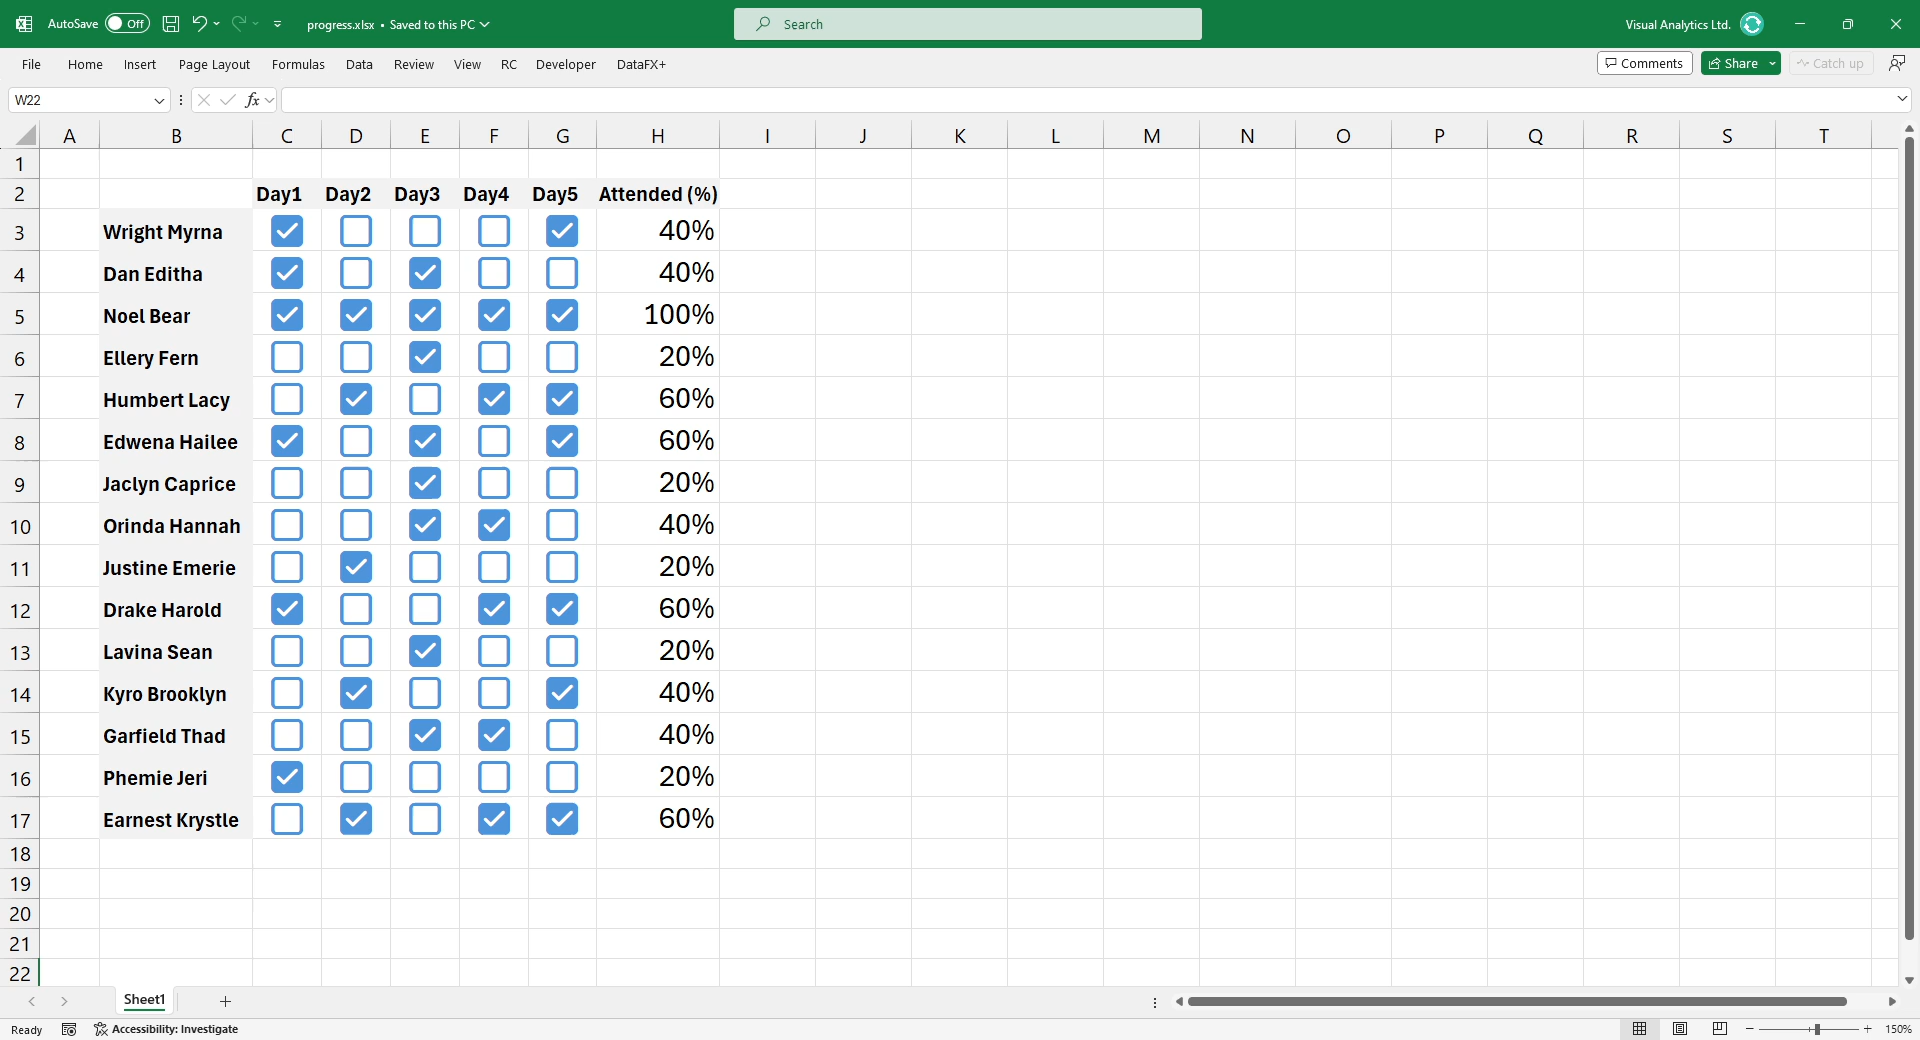 AutoSave Off progress.xlsx • Saved to this PC Search Visual Analytics Ltd.
File Home Insert Page Layout Formulas Data Review View RC Developer DataFX+ Comments Share Catch up
W22 fx
A B C D E F G H I J K L M N O P Q R S T
1
2 Day1 Day2 Day3 Day4 Day5 Attended (%)
3 Wright Myrna 40%
4 Dan Editha 40%
5 Noel Bear 100%
6 Ellery Fern 20%
7 Humbert Lacy 60%
8 Edwena Hailee 60%
9 Jaclyn Caprice 20%
10 Orinda Hannah 40%
11 Justine Emerie 20%
12 Drake Harold 60%
13 Lavina Sean 20%
14 Kyro Brooklyn 40%
15 Garfield Thad 40%
16 Phemie Jeri 20%
17 Earnest Krystle 60%
18
19
20
21
22
Sheet1
Ready Accessibility: Investigate 150%